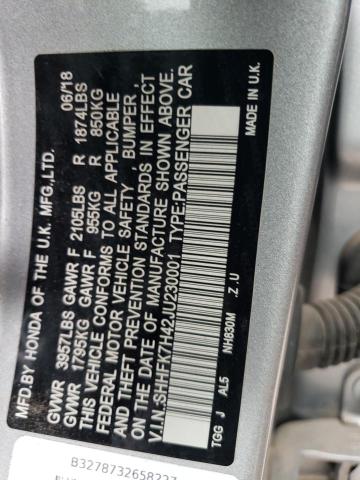 MFD.BY HONDA OF THE U.K. MFG.,LTD. 06/18
GVWR 3957LBS GAWR F 2105LBS R 1874LBS
GVWR 1795KG GAWR F 955KG R 850KG
THIS VEHICLE CONFORMS TO ALL APPLICABLE
FEDERAL MOTOR VEHICLE SAFETY , BUMPER ,
AND THEFT PREVENTION STANDARDS IN EFFECT
ON THE DATE OF MANUFACTURE SHOWN ABOVE.
V.I.N.:SHHFK7H42JU230001 TYPE:PASSENGER CAR
MADE IN U.K.
TGG J AL5 NH830M .Z.U
B3278732658227